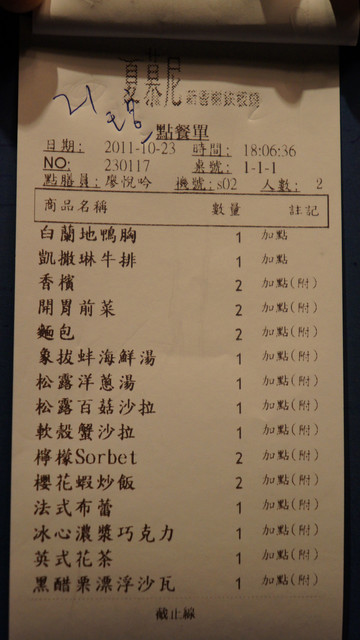 夏慕尼 新香榭鉄板燒
21
點餐單
日期: 2011-10-23 時間: 18:06:36
NO: 230117 桌號: 1-1-1
點膳員: 廖悅吟 機號: s02 人數: 2
商品名稱 數量 註記
白蘭地鴨胸 1 加點
凱撒琳牛排 1 加點
香檳 2 加點(附)
開胃前菜 2 加點(附)
麵包 2 加點(附)
象拔蚌海鮮湯 1 加點(附)
松露洋蔥湯 1 加點(附)
松露百菇沙拉 1 加點(附)
軟殼蟹沙拉 1 加點(附)
檸檬Sorbet 2 加點(附)
櫻花蝦炒飯 2 加點(附)
法式布蕾 1 加點(附)
冰心濃漿巧克力 1 加點(附)
英式花茶 1 加點(附)
黑醋栗漂浮沙瓦 1 加點(附)
截止線